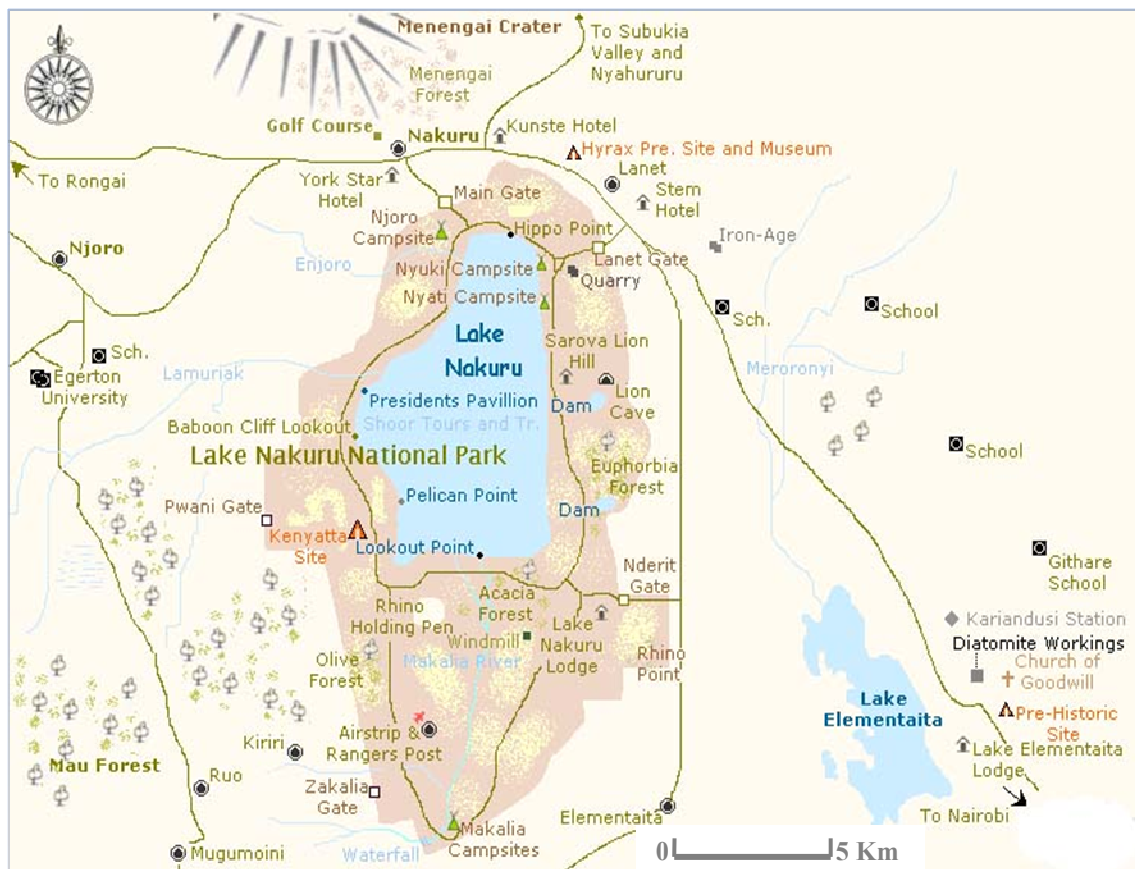 Menengai Crater
To Subukia
Valley and
Nyahururu
Menengai
Forest
Golf Course
Nakuru
Kunste Hotel
Hyrax Pre. Site and Museum
To Rongai
York Star
Hotel
Main Gate
Lanet
Stem
Hotel
Njoro
Campsite
Hippo Point
Iron-Age
Njoro
Enjoro
Nyuki Campsite
Lanet Gate
Quarry
Nyati Campsite
Sch.
School
Lake
Nakuru
Sarova Lion
Hill
Sch.
Egerton
University
Lamuriak
Meroronyi
Presidents Pavillion
Lion
Cave
Dam
Baboon Cliff Lookout
Shoor Tours and Tr.
Lake Nakuru National Park
Euphorbia
Forest
School
Pwani Gate
Pelican Point
Dam
Kenyatta
Site
Lookout Point
Nderit
Gate
Githare
School
Rhino
Holding Pen
Acacia
Forest
Lake
Nakuru
Lodge
Kariandusi Station
Windmill
Diatomite Workings
Olive
Forest
Makalia River
Rhino
Point
Church of
Goodwill
Lake
Elementaita
Pre-Historic
Site
Airstrip &
Rangers Post
Kiriri
Mau Forest
Ruo
Lake Elementaita
Lodge
Zakalia
Gate
Elementaita
To Nairobi
Makalia
Campsites
Mugumoini
Waterfall
0 5 Km